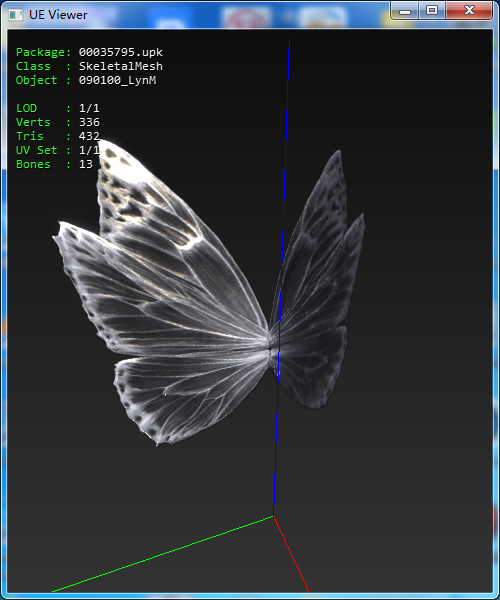 UE Viewer
Package: 00035795.upk
Class : SkeletalMesh
Object : 090100_LynM
LOD : 1/1
Verts : 336
Tris : 432
UV Set : 1/1
Bones : 13